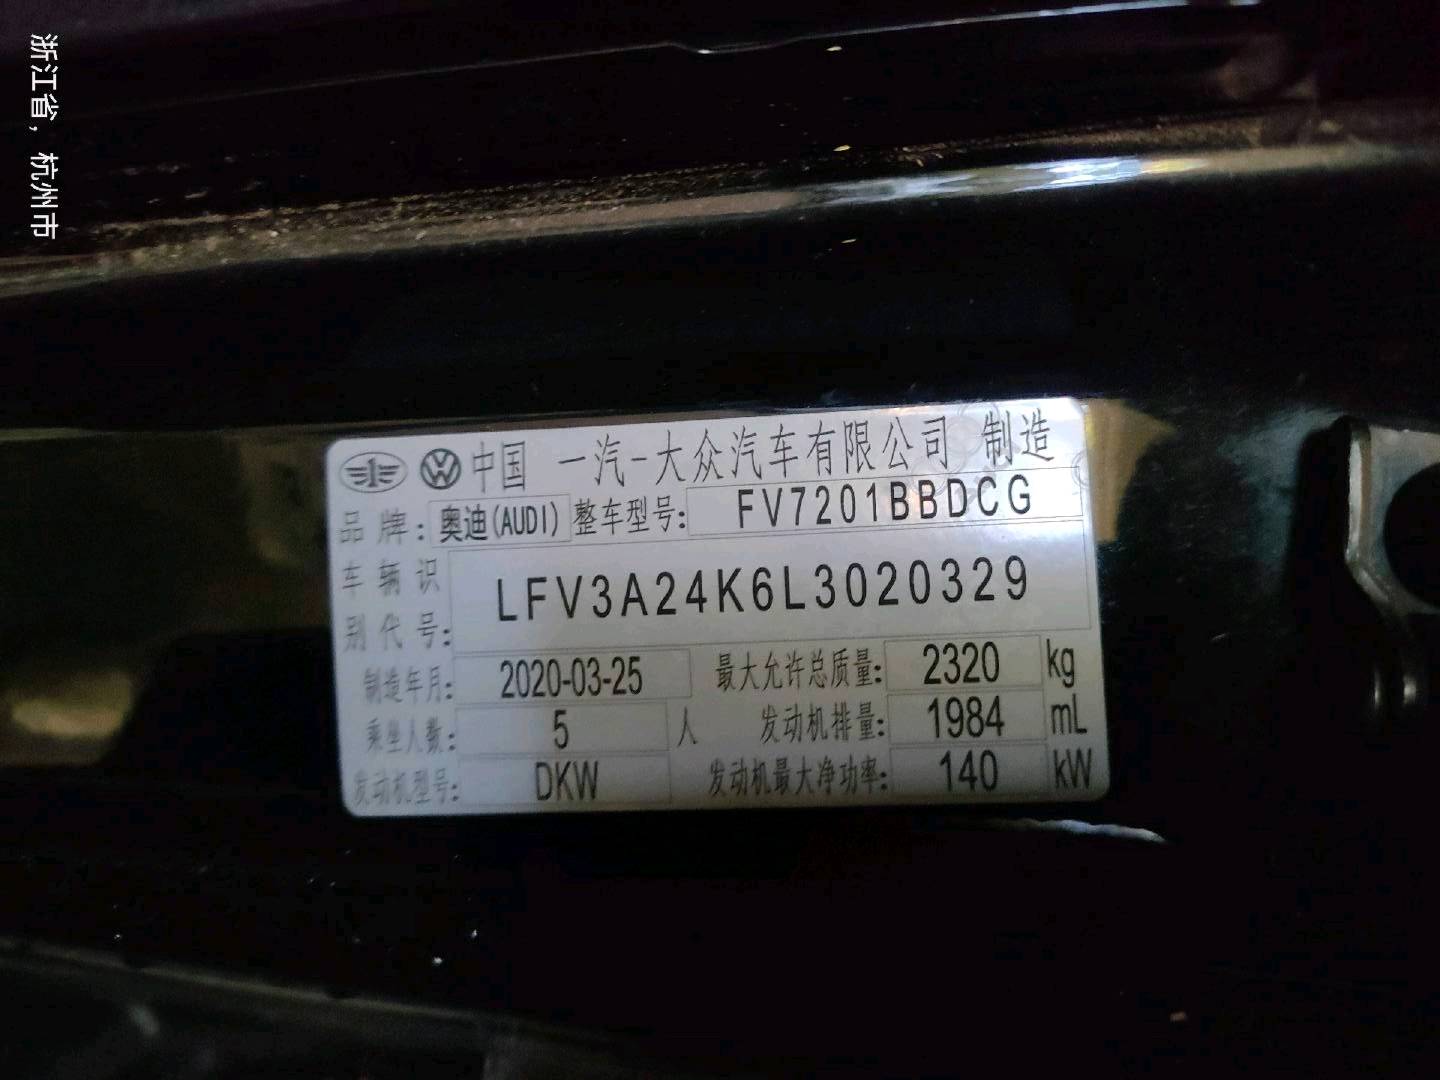 浙江省，杭州市
中国 一汽-大众汽车有限公司 制造
品牌: 奥迪(AUDI) 整车型号: FV7201BBDCG
车辆识别代号: LFV3A24K6L3020329
制造年月: 2020-03-25 最大允许总质量: 2320 kg
乘坐人数: 5 人 发动机排量: 1984 mL
发动机型号: DKW 发动机最大净功率: 140 kW